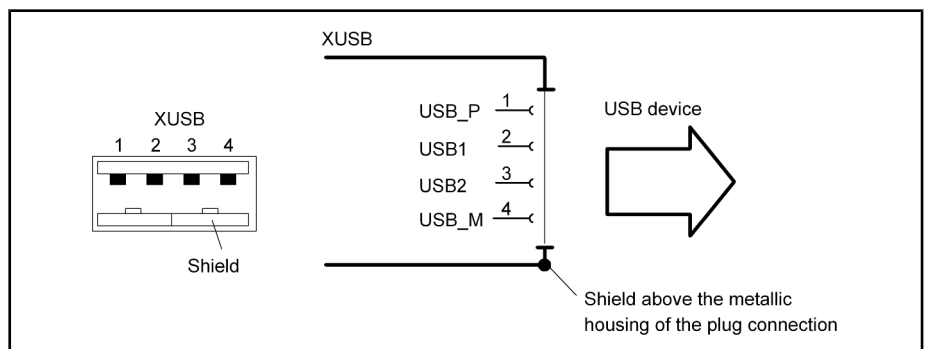 XUSB
1 2 3 4
Shield
XUSB
USB_P 1
USB1 2
USB2 3
USB_M 4
USB device
Shield above the metallic
housing of the plug connection